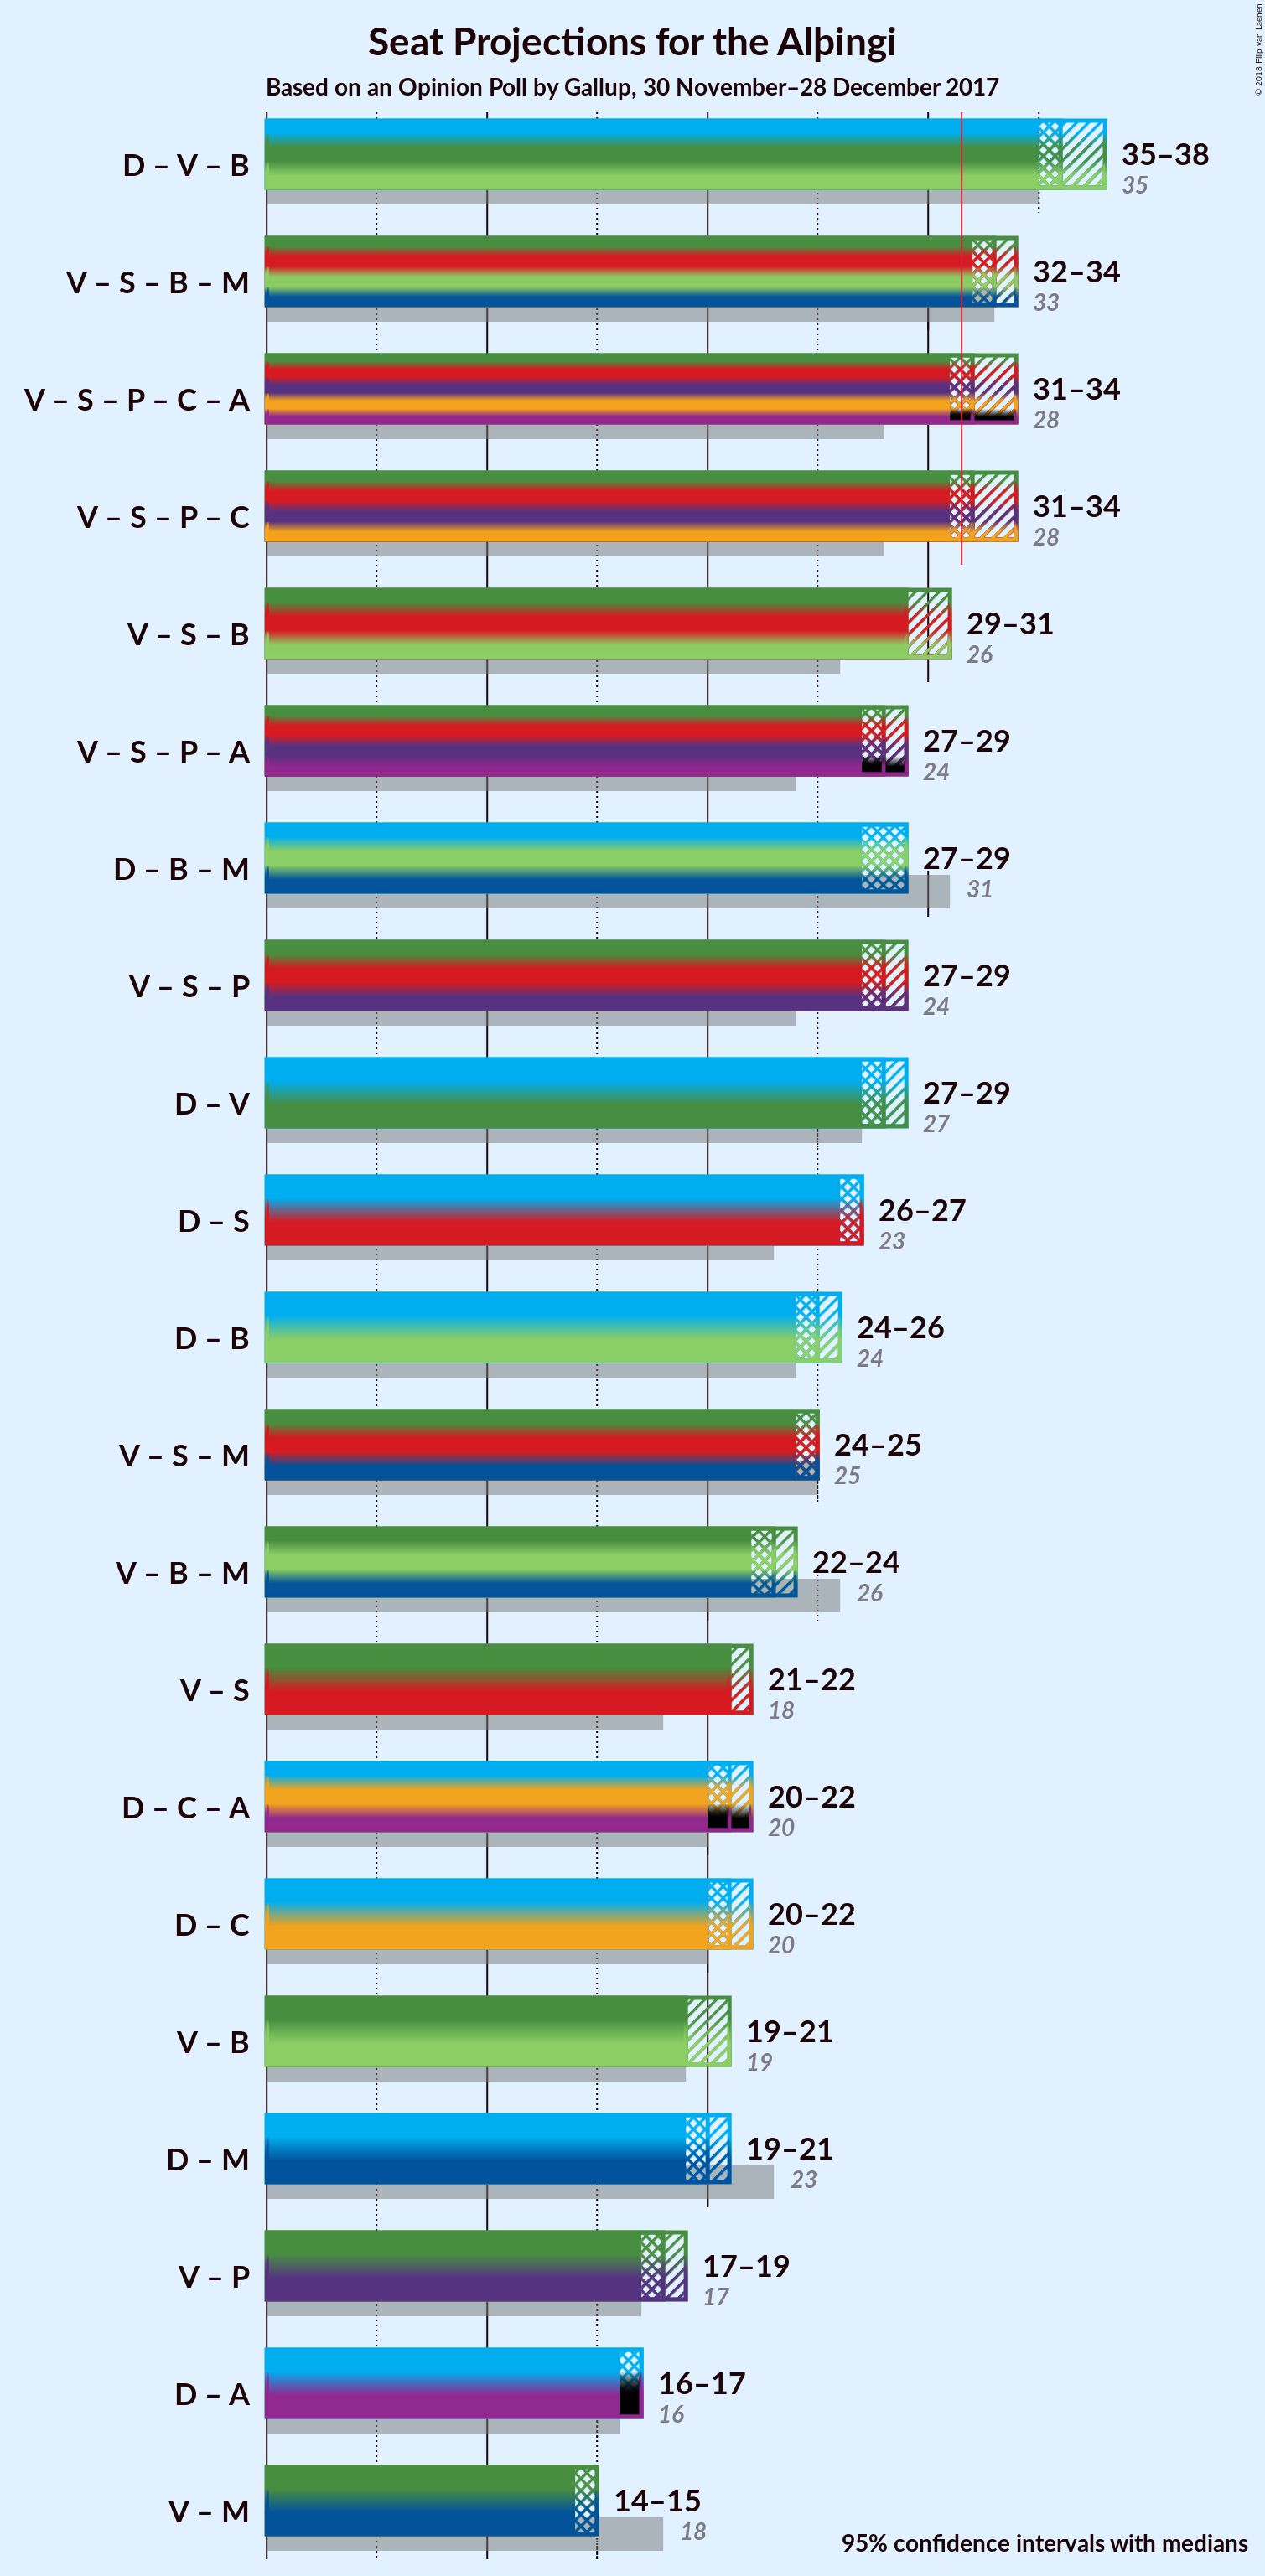 Seat Projections for the Alþingi
Based on an Opinion Poll by Gallup, 30 November–28 December 2017
© 2018 Filip van Laenen
D – V – B
35–38
35
V – S – B – M
32–34
33
V – S – P – C – A
31–34
28
V – S – P – C
31–34
28
V – S – B
29–31
26
V – S – P – A
27–29
24
D – B – M
27–29
31
V – S – P
27–29
24
D – V
27–29
27
D – S
26–27
23
D – B
24–26
24
V – S – M
24–25
25
V – B – M
22–24
26
V – S
21–22
18
D – C – A
20–22
20
D – C
20–22
20
V – B
19–21
19
D – M
19–21
23
V – P
17–19
17
D – A
16–17
16
V – M
14–15
18
95% confidence intervals with medians